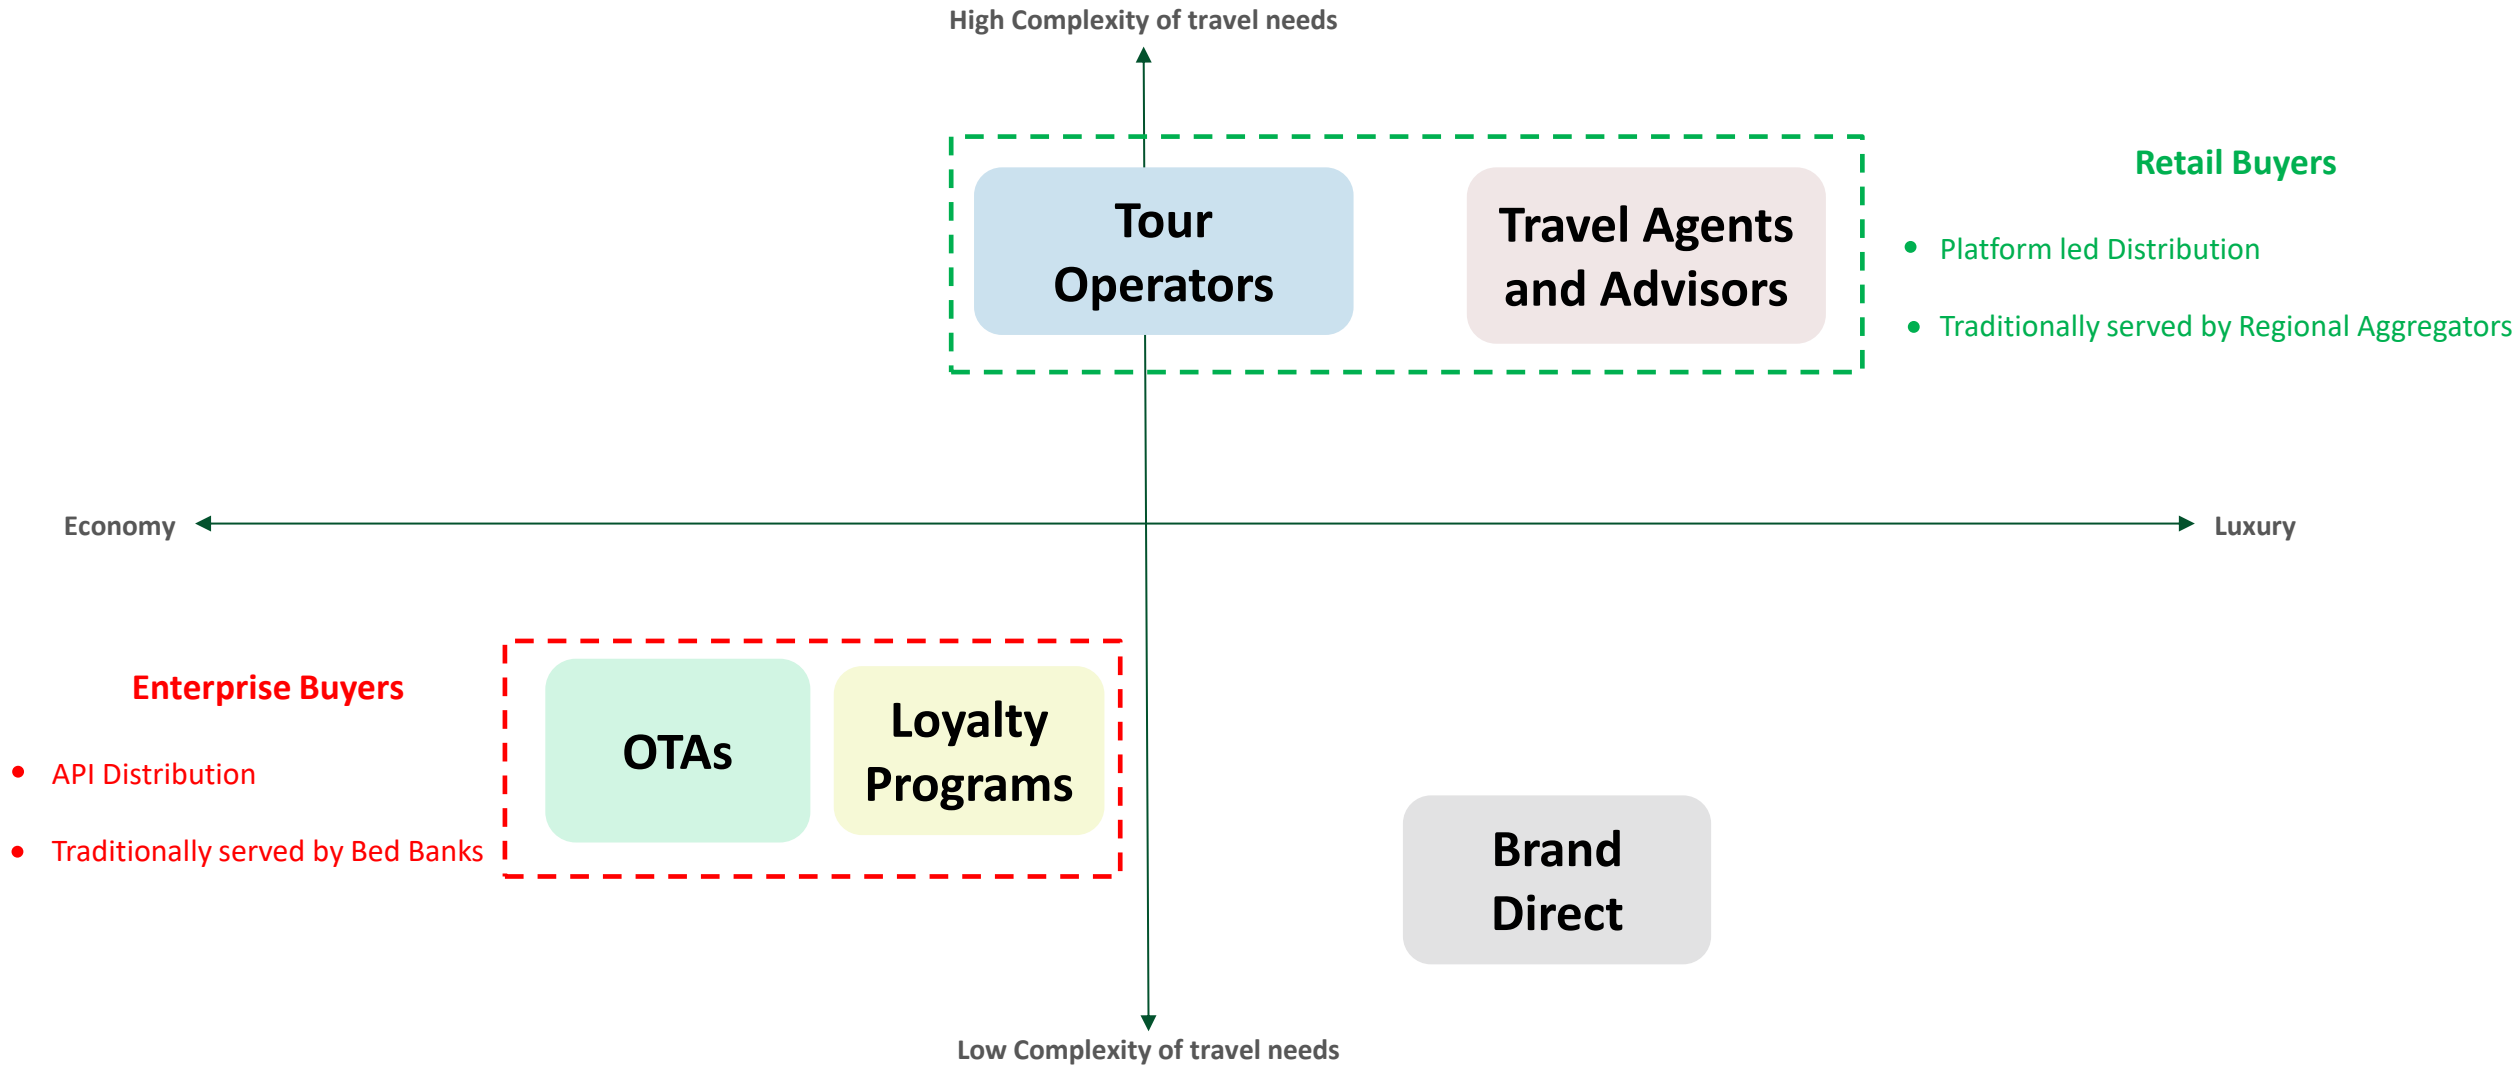 High Complexity of travel needs
Retail Buyers
Tour
Operators
Travel Agents
and Advisors
• Platform led Distribution
• Traditionally served by Regional Aggregators
Economy
Luxury
Enterprise Buyers
OTAs
Loyalty
Programs
• API Distribution
• Traditionally served by Bed Banks
Brand
Direct
Low Complexity of travel needs